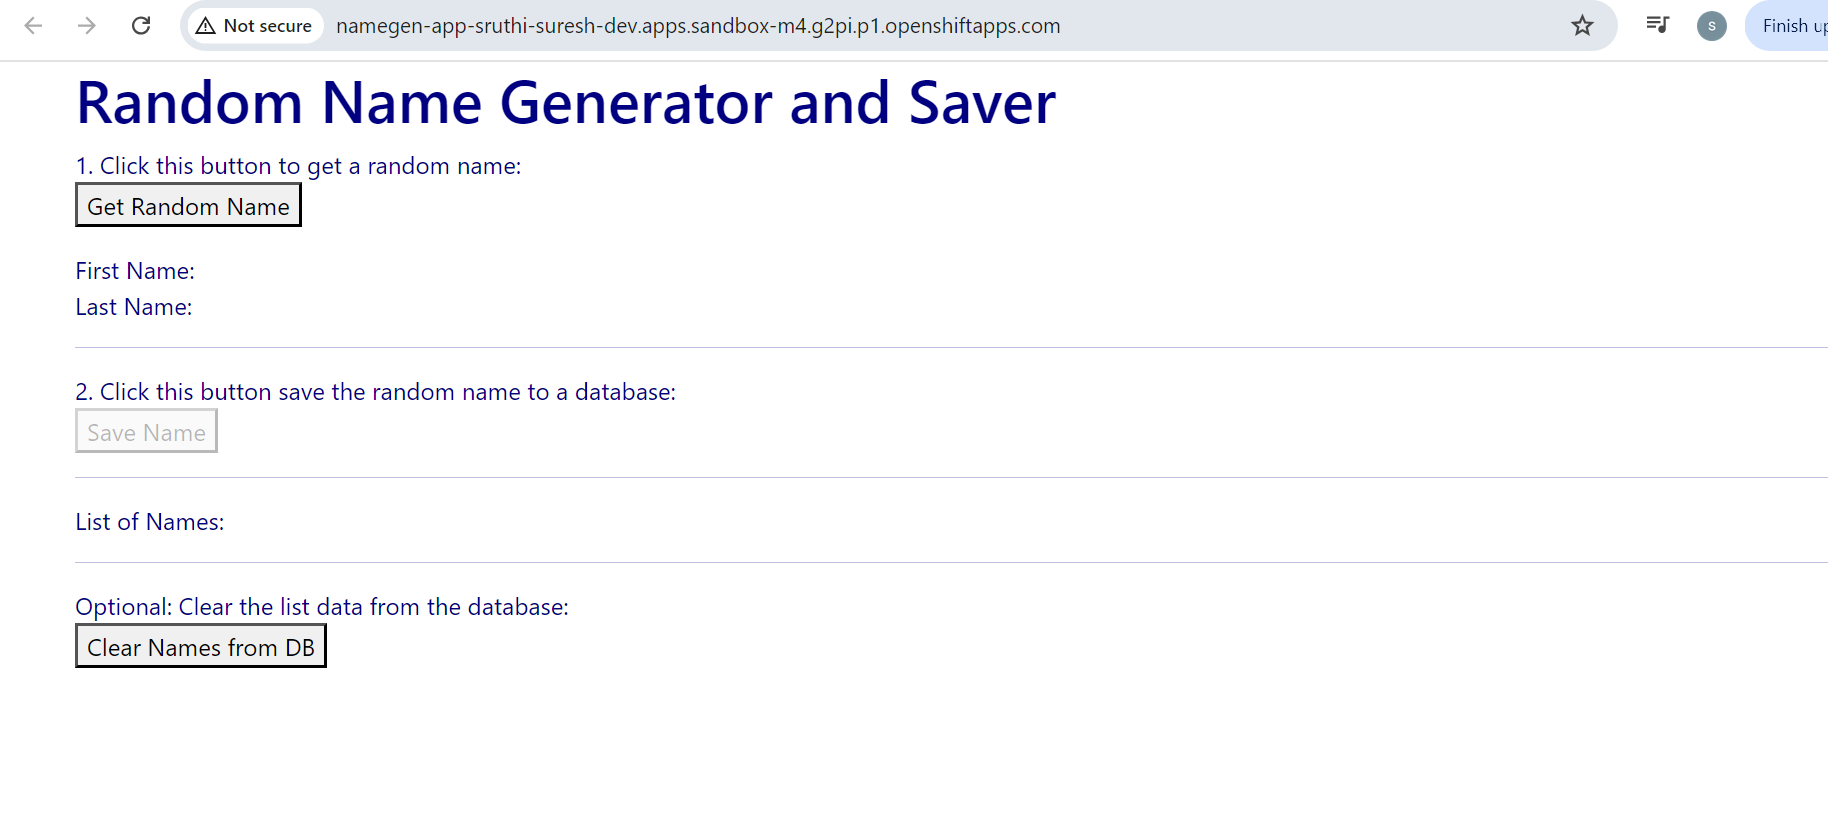 Not secure namegen-app-sruthi-suresh-dev.apps.sandbox-m4.g2pi.p1.openshiftapps.com S Finish up
Random Name Generator and Saver
1. Click this button to get a random name:
Get Random Name
First Name:
Last Name:
2. Click this button save the random name to a database:
Save Name
List of Names:
Optional: Clear the list data from the database:
Clear Names from DB